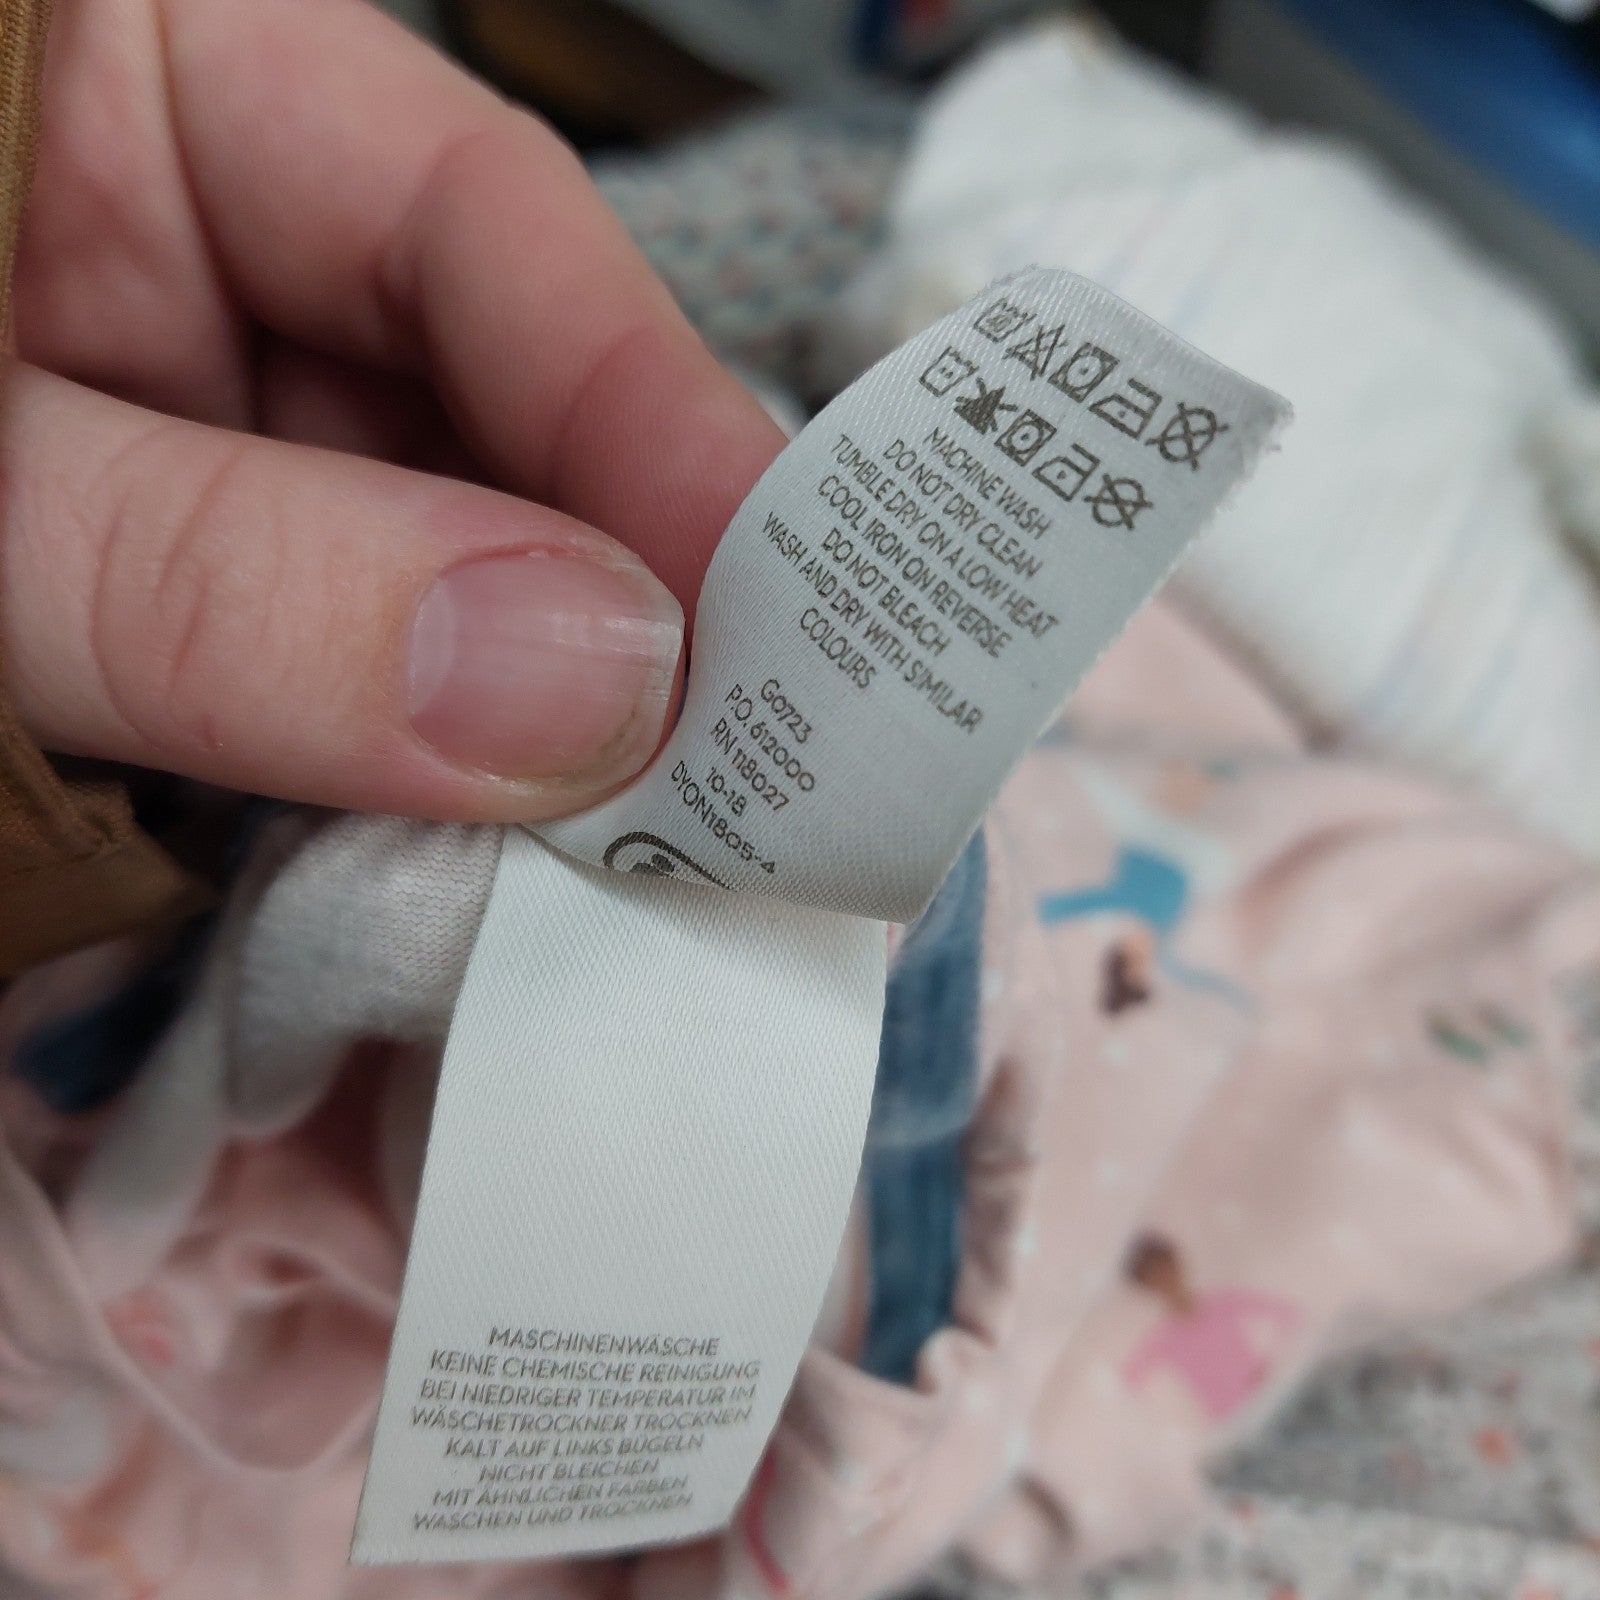 MACHINE WASH
DO NOT DRY CLEAN
TUMBLE DRY ON A LOW HEAT
COOL IRON ON REVERSE
DO NOT BLEACH
WASH AND DRY WITH SIMILAR
COLOURS
G0723
P.O. 612000
RN 118027
10-18
DYON1805-4
MASCHINENWÄSCHE
KEINE CHEMISCHE REINIGUNG
BEI NIEDRIGER TEMPERATUR IM
WÄSCHETROCKNER TROCKNEN
KALT AUF LINKS BÜGELN
NICHT BLEICHEN
MIT ÄHNLICHEN FARBEN
WASCHEN UND TROCKNEN